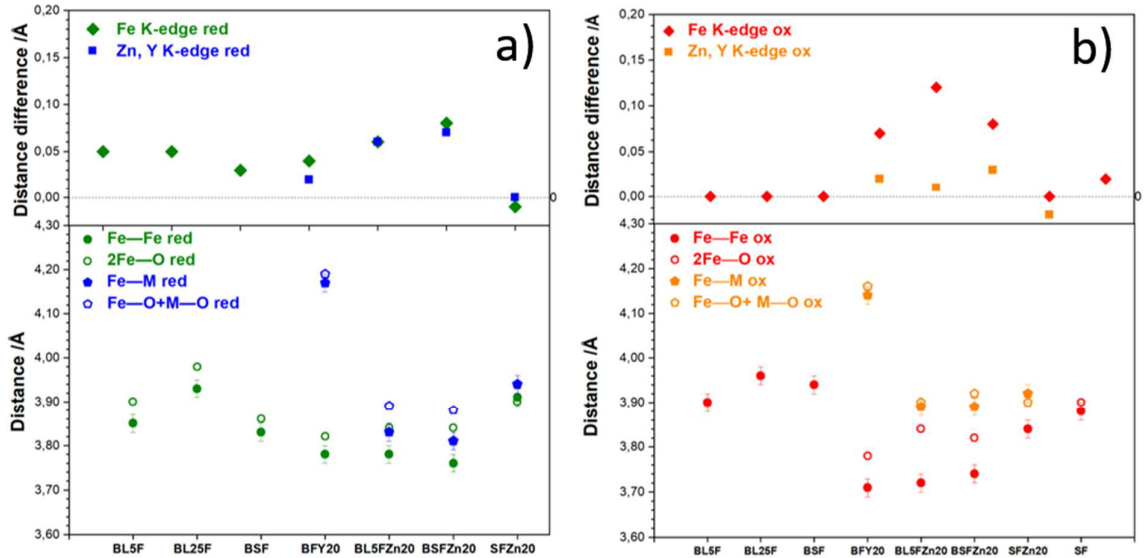 a)
Fe K-edge red
Zn, Y K-edge red
Distance difference /Å
0,20
0,15
0,10
0,05
0,00
0
Fe—Fe red
2Fe—O red
Fe—M red
Fe—O+M—O red
Distance /Å
4,30
4,20
4,10
4,00
3,90
3,80
3,70
3,60
BL5F
BL25F
BSF
BFY20
BL5FZn20
BSFZn20
SFZn20
b)
Fe K-edge ox
Zn, Y K-edge ox
Distance difference /Å
0,20
0,15
0,10
0,05
0,00
0
Fe—Fe ox
2Fe—O ox
Fe—M ox
Fe—O+ M—O ox
Distance /Å
4,30
4,20
4,10
4,00
3,90
3,80
3,70
3,60
BL5F
BL25F
BSF
BFY20
BL5FZn20
BSFZn20
SFZn20
SF